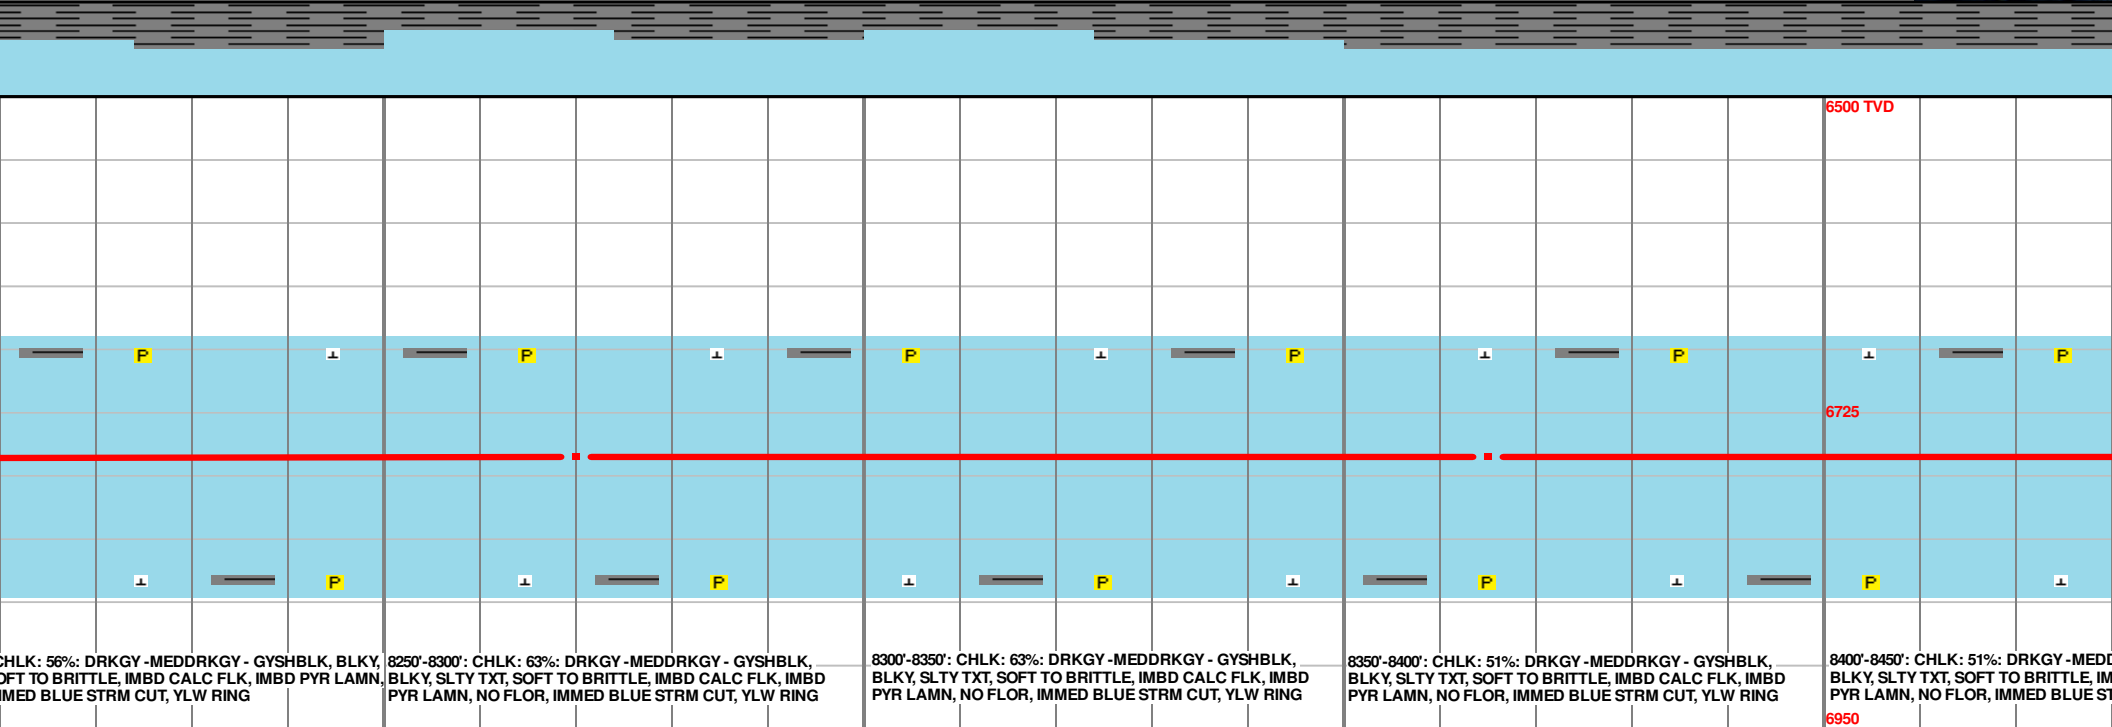 6500 TVD
P
P
P
P
P
P
6725
P
P
P
P
P
CHLK: 56%: DRKGY -MEDDRKGY - GYSHBLK, BLKY,
OFT TO BRITTLE, IMBD CALC FLK, IMBD PYR LAMN,
MMED BLUE STRM CUT, YLW RING
8250'-8300': CHLK: 63%: DRKGY -MEDDRKGY - GYSHBLK,
BLKY, SLTY TXT, SOFT TO BRITTLE, IMBD CALC FLK, IMBD
PYR LAMN, NO FLOR, IMMED BLUE STRM CUT, YLW RING
8300'-8350': CHLK: 63%: DRKGY -MEDDRKGY - GYSHBLK,
BLKY, SLTY TXT, SOFT TO BRITTLE, IMBD CALC FLK, IMBD
PYR LAMN, NO FLOR, IMMED BLUE STRM CUT, YLW RING
8350'-8400': CHLK: 51%: DRKGY -MEDDRKGY - GYSHBLK,
BLKY, SLTY TXT, SOFT TO BRITTLE, IMBD CALC FLK, IMBD
PYR LAMN, NO FLOR, IMMED BLUE STRM CUT, YLW RING
8400'-8450': CHLK: 51%: DRKGY -MEDD
BLKY, SLTY TXT, SOFT TO BRITTLE, IM
PYR LAMN, NO FLOR, IMMED BLUE ST
6950